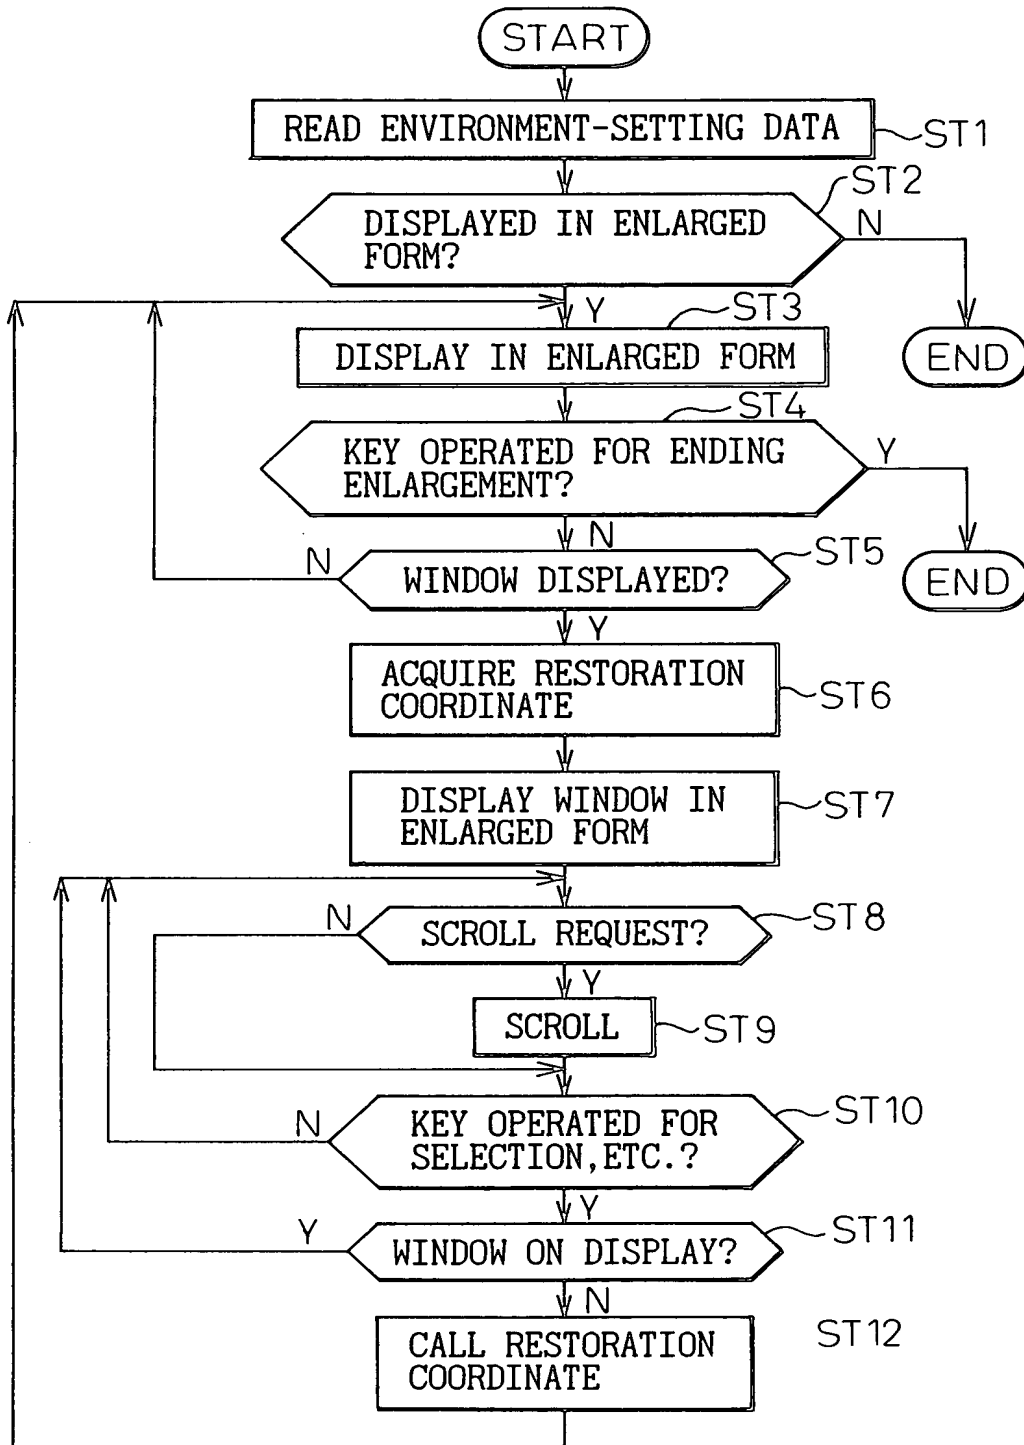 START
READ ENVIRONMENT-SETTING DATA
ST1
ST2
DISPLAYED IN ENLARGED
FORM?
N
Y
ST3
DISPLAY IN ENLARGED FORM
END
ST4
KEY OPERATED FOR ENDING
ENLARGEMENT?
Y
N
N
WINDOW DISPLAYED?
ST5
END
Y
ACQUIRE RESTORATION
COORDINATE
ST6
DISPLAY WINDOW IN
ENLARGED FORM
ST7
N
SCROLL REQUEST?
ST8
Y
SCROLL
ST9
N
KEY OPERATED FOR
SELECTION,ETC.?
ST10
Y
Y
WINDOW ON DISPLAY?
ST11
N
CALL RESTORATION
COORDINATE
ST12